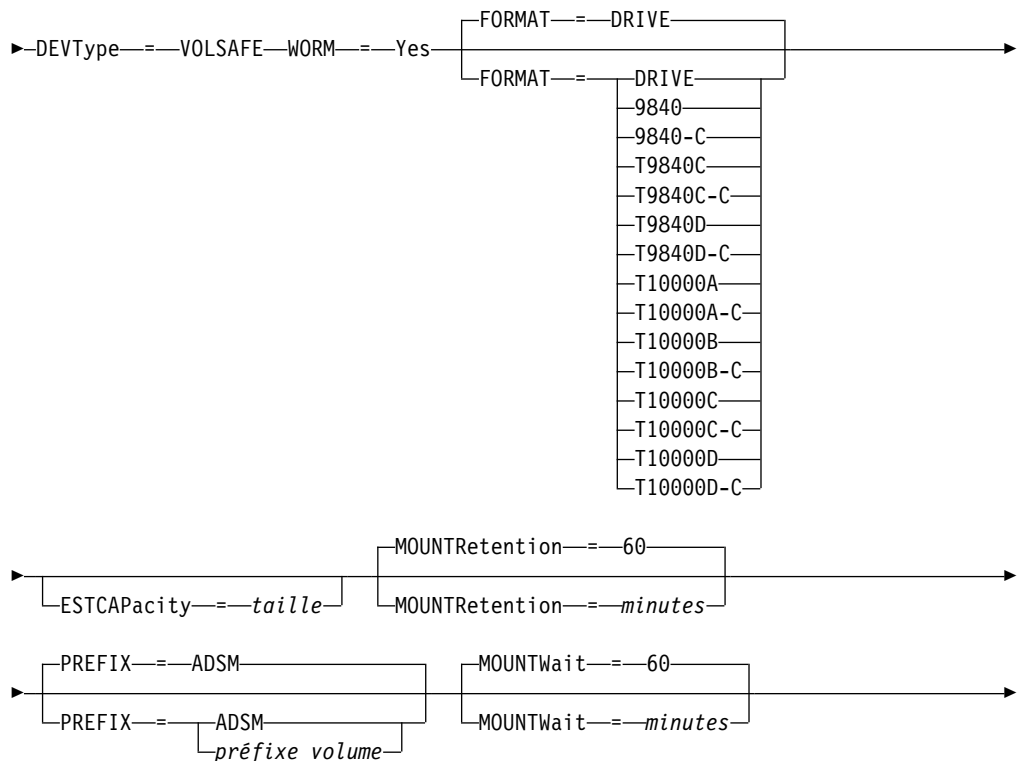 FORMAT = DRIVE
DEVType = VOLSAFE WORM = Yes
FORMAT = DRIVE
9840
9840-C
T9840C
T9840C-C
T9840D
T9840D-C
T10000A
T10000A-C
T10000B
T10000B-C
T10000C
T10000C-C
T10000D
T10000D-C
MOUNTRetention = 60
ESTCAPacity = taille
MOUNTRetention = minutes
PREFIX = ADSM
MOUNTWait = 60
PREFIX = ADSM
MOUNTWait = minutes
préfixe volume